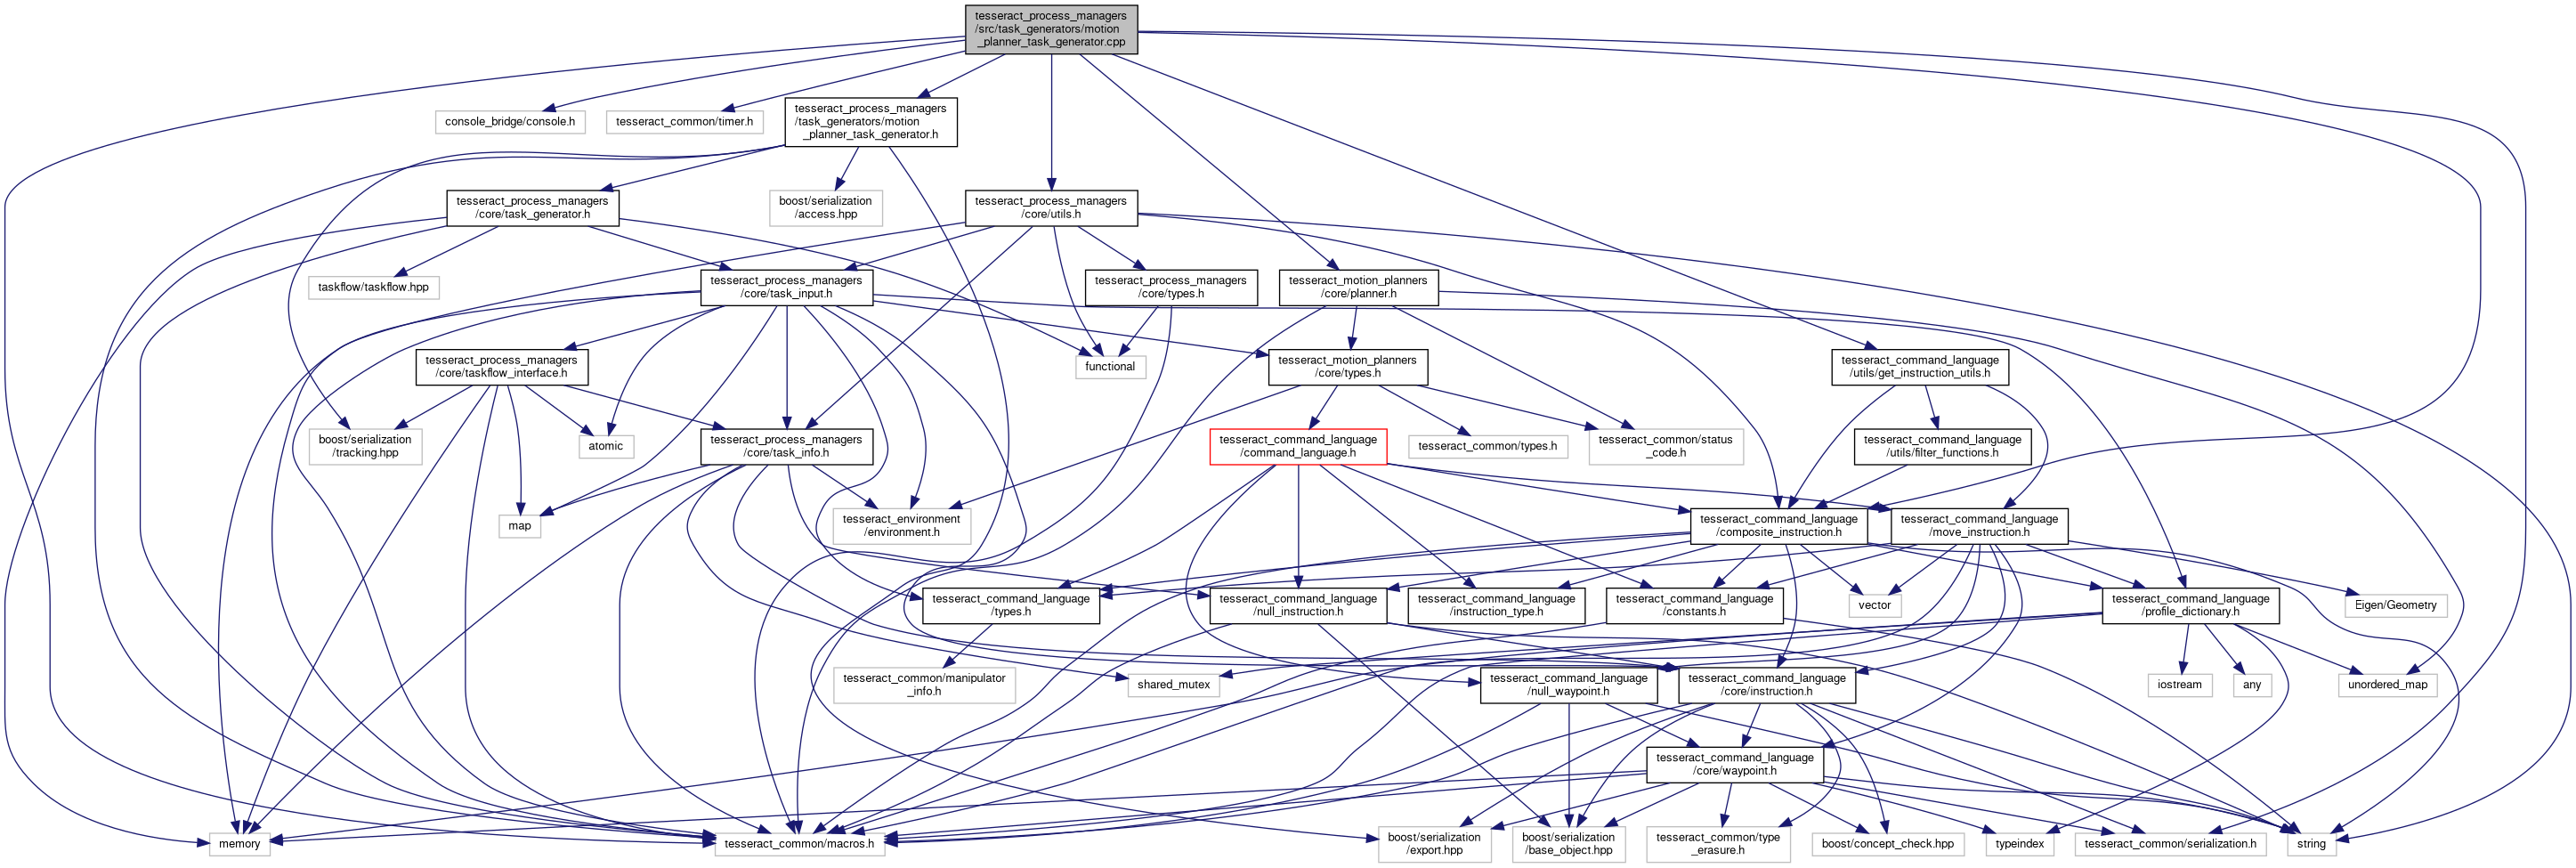 tesseract_process_managers
/src/task_generators/motion
_planner_task_generator.cpp
console_bridge/console.h
tesseract_common/timer.h
tesseract_process_managers
/task_generators/motion
_planner_task_generator.h
tesseract_process_managers
/core/task_generator.h
boost/serialization
/access.hpp
tesseract_process_managers
/core/utils.h
taskflow/taskflow.hpp
tesseract_process_managers
/core/task_input.h
tesseract_process_managers
/core/types.h
tesseract_motion_planners
/core/planner.h
tesseract_process_managers
/core/taskflow_interface.h
functional
tesseract_motion_planners
/core/types.h
tesseract_command_language
/utils/get_instruction_utils.h
boost/serialization
/tracking.hpp
atomic
tesseract_process_managers
/core/task_info.h
tesseract_command_language
/command_language.h
tesseract_common/types.h
tesseract_common/status
_code.h
tesseract_command_language
/utils/filter_functions.h
map
tesseract_environment
/environment.h
tesseract_command_language
/composite_instruction.h
tesseract_command_language
/move_instruction.h
tesseract_command_language
/types.h
tesseract_command_language
/null_instruction.h
tesseract_command_language
/instruction_type.h
tesseract_command_language
/constants.h
vector
tesseract_command_language
/profile_dictionary.h
Eigen/Geometry
tesseract_common/manipulator
_info.h
shared_mutex
tesseract_command_language
/null_waypoint.h
tesseract_command_language
/core/instruction.h
iostream
any
unordered_map
tesseract_command_language
/core/waypoint.h
memory
tesseract_common/macros.h
boost/serialization
/export.hpp
boost/serialization
/base_object.hpp
tesseract_common/type
_erasure.h
boost/concept_check.hpp
typeindex
tesseract_common/serialization.h
string